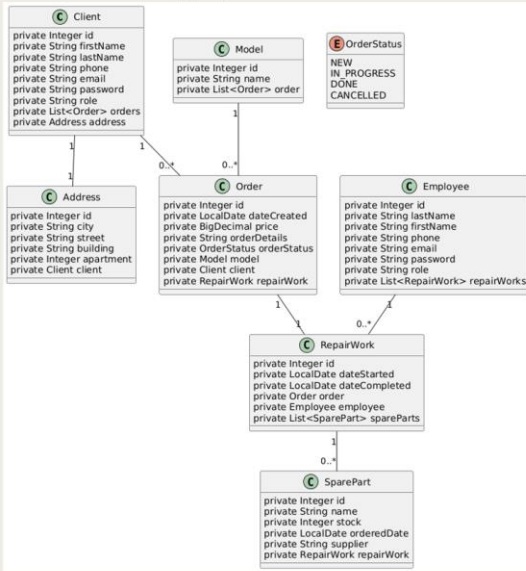 C Client
private Integer id
private String firstName
private String lastName
private String phone
private String email
private String password
private String role
private List<Order> orders
private Address address
C Model
private Integer id
private String name
private List<Order> order
E OrderStatus
NEW
IN_PROGRESS
DONE
CANCELLED
1
1
1
1
0..*
0..*
C Address
private Integer id
private String city
private String street
private String building
private Integer apartment
private Client client
C Order
private Integer id
private LocalDate dateCreated
private BigDecimal price
private String orderDetails
private OrderStatus orderStatus
private Model model
private Client client
private RepairWork repairWork
C Employee
private Integer id
private String lastName
private String firstName
private String phone
private String email
private String password
private String role
private List<RepairWork> repairWorks
1
1
1
0..*
C RepairWork
private Integer id
private LocalDate dateStarted
private LocalDate dateCompleted
private Order order
private Employee employee
private List<SparePart> spareParts
1
0..*
C SparePart
private Integer id
private String name
private Integer stock
private LocalDate orderedDate
private String supplier
private RepairWork repairWork